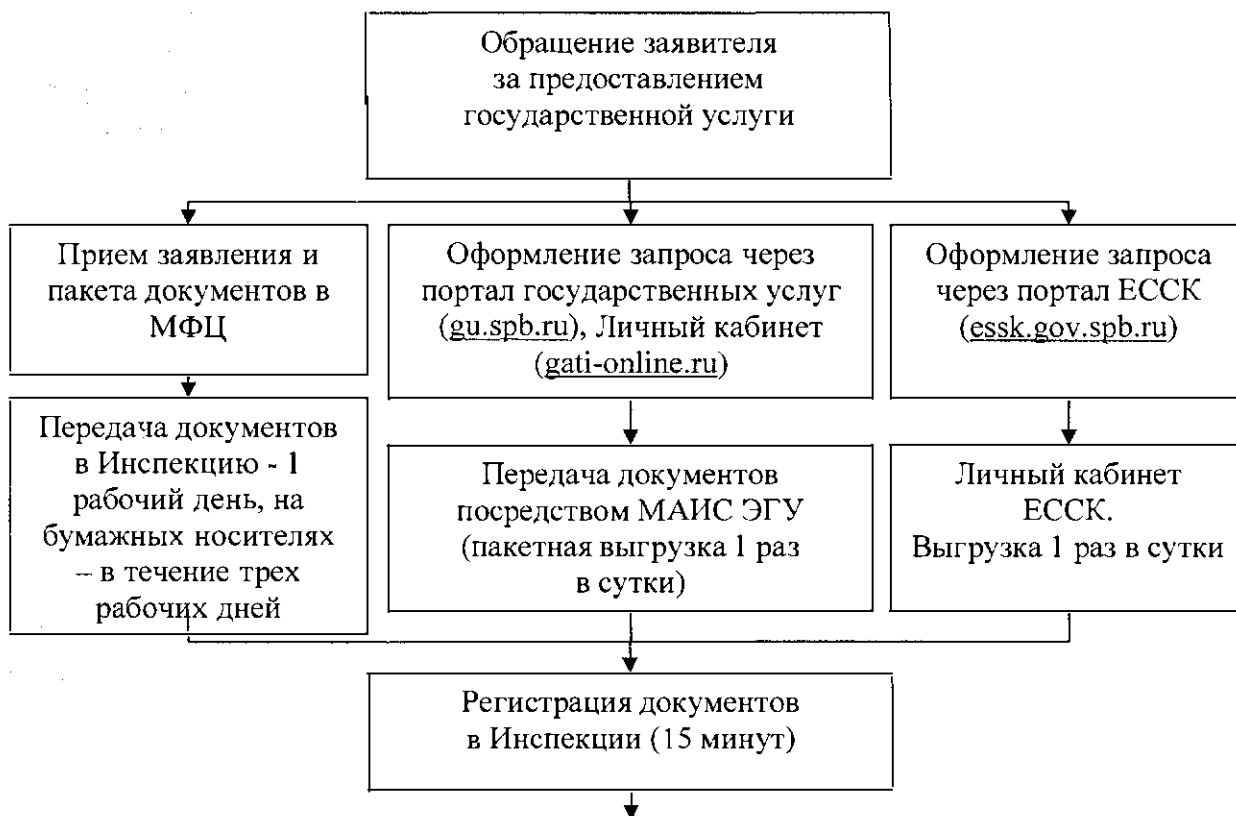 Обращение заявителя
за предоставлением
государственной услуги
Прием заявления и
пакета документов в
МФЦ
Оформление запроса через
портал государственных услуг
(gu.spb.ru), Личный кабинет
(gati-online.ru)
Оформление запроса
через портал ЕССК
(essk.gov.spb.ru)
Передача документов
в Инспекцию - 1
рабочий день, на
бумажных носителях
– в течение трех
рабочих дней
Передача документов
посредством МАИС ЭГУ
(пакетная выгрузка 1 раз
в сутки)
Личный кабинет
ЕССК.
Выгрузка 1 раз в сутки
Регистрация документов
в Инспекции (15 минут)